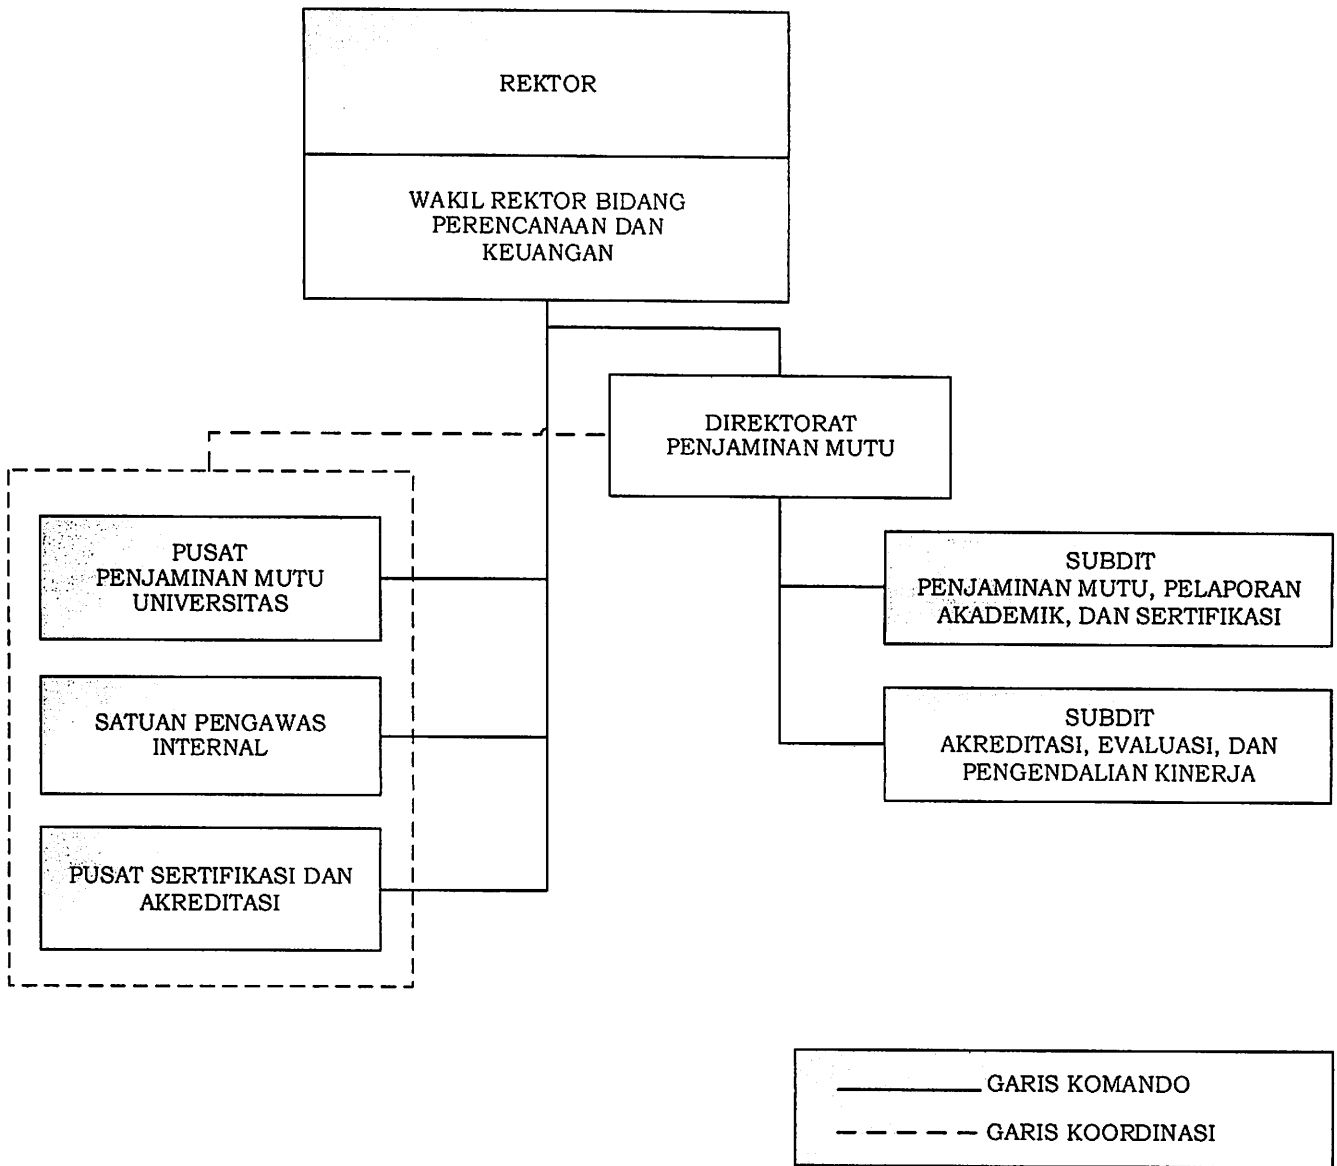 REKTOR
WAKIL REKTOR BIDANG
PERENCANAAN DAN
KEUANGAN
DIREKTORAT
PENJAMINAN MUTU
PUSAT
PENJAMINAN MUTU
UNIVERSITAS
SATUAN PENGAWAS
INTERNAL
PUSAT SERTIFIKASI DAN
AKREDITASI
SUBDIT
PENJAMINAN MUTU, PELAPORAN
AKADEMIK, DAN SERTIFIKASI
SUBDIT
AKREDITASI, EVALUASI, DAN
PENGENDALIAN KINERJA
GARIS KOMANDO
GARIS KOORDINASI